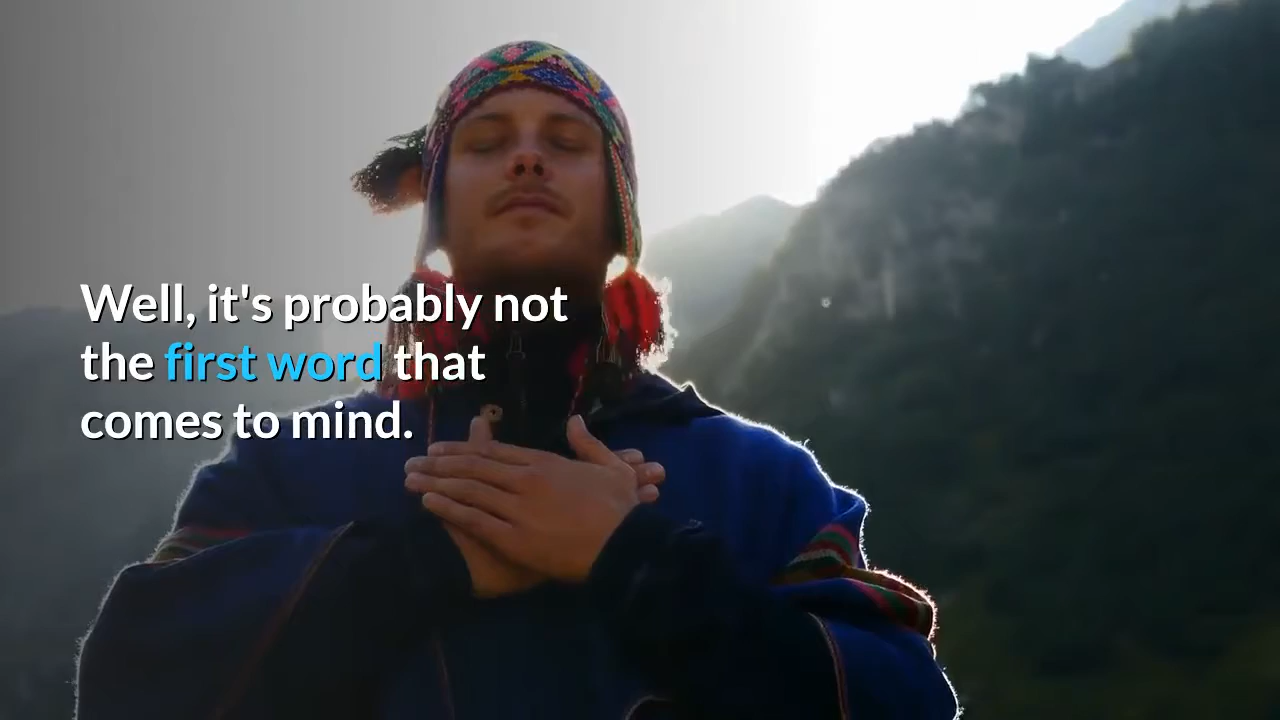 Well, it's probably not
the first word that
comes to mind.